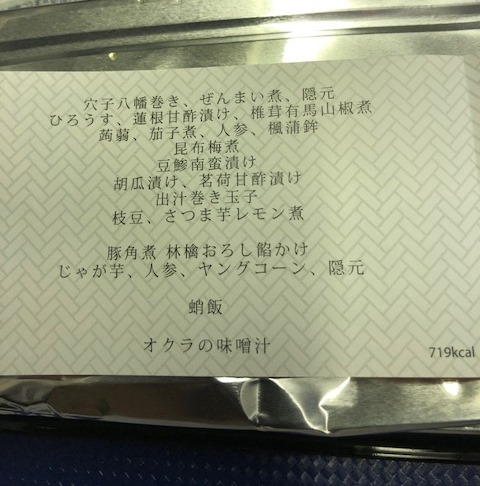 穴子八幡巻き、ぜんまい煮、隠元
ひろうす、蓮根甘酢漬け、椎茸有馬山椒煮
蒟蒻、茄子煮、人参、楓蒲鉾
昆布梅煮
豆鯵南蛮漬け
胡瓜漬け、茗荷甘酢漬け
出汁巻き玉子
枝豆、さつま芋レモン煮
豚角煮 林檎おろし餡かけ
じゃが芋、人参、ヤングコーン、隠元
蛸飯
オクラの味噌汁
719kcal